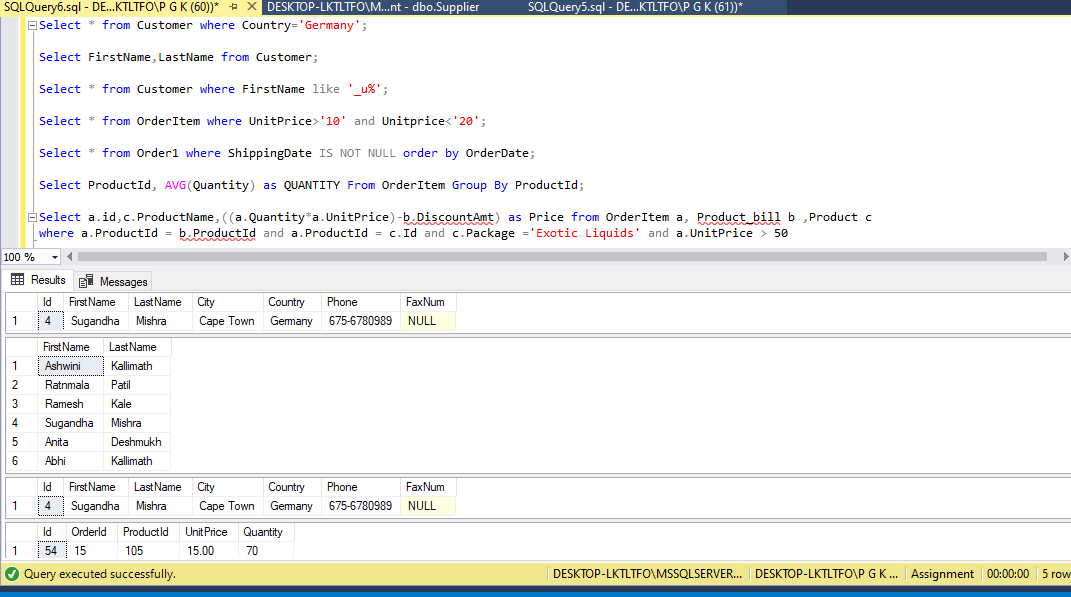 SQLQuery6.sql - DE...KTLTFO\P G K (60))* DESKTOP-LKTLTFO\M...nt - dbo.Supplier SQLQuery5.sql - DE...KTLTFO\P G K (61))*
Select * from Customer where Country='Germany';
Select FirstName,LastName from Customer;
Select * from Customer where FirstName like '_u%';
Select * from OrderItem where UnitPrice>'10' and Unitprice<'20';
Select * from Order1 where ShippingDate IS NOT NULL order by OrderDate;
Select ProductId, AVG(Quantity) as QUANTITY From OrderItem Group By ProductId;
Select a.id,c.ProductName,((a.Quantity*a.UnitPrice)-b.DiscountAmt) as Price from OrderItem a, Product_bill b ,Product c
where a.ProductId = b.ProductId and a.ProductId = c.Id and c.Package ='Exotic Liquids' and a.UnitPrice > 50
100 %
Results Messages
Id FirstName LastName City Country Phone FaxNum
1 4 Sugandha Mishra Cape Town Germany 675-6780989 NULL
FirstName LastName
1 Ashwini Kallimath
2 Ratnmala Patil
3 Ramesh Kale
4 Sugandha Mishra
5 Anita Deshmukh
6 Abhi Kallimath
Id FirstName LastName City Country Phone FaxNum
1 4 Sugandha Mishra Cape Town Germany 675-6780989 NULL
Id OrderId ProductId UnitPrice Quantity
1 54 15 105 15.00 70
Query executed successfully. DESKTOP-LKTLTFO\MSSQLSERVER... DESKTOP-LKTLTFO\P G K ... Assignment 00:00:00 5 row